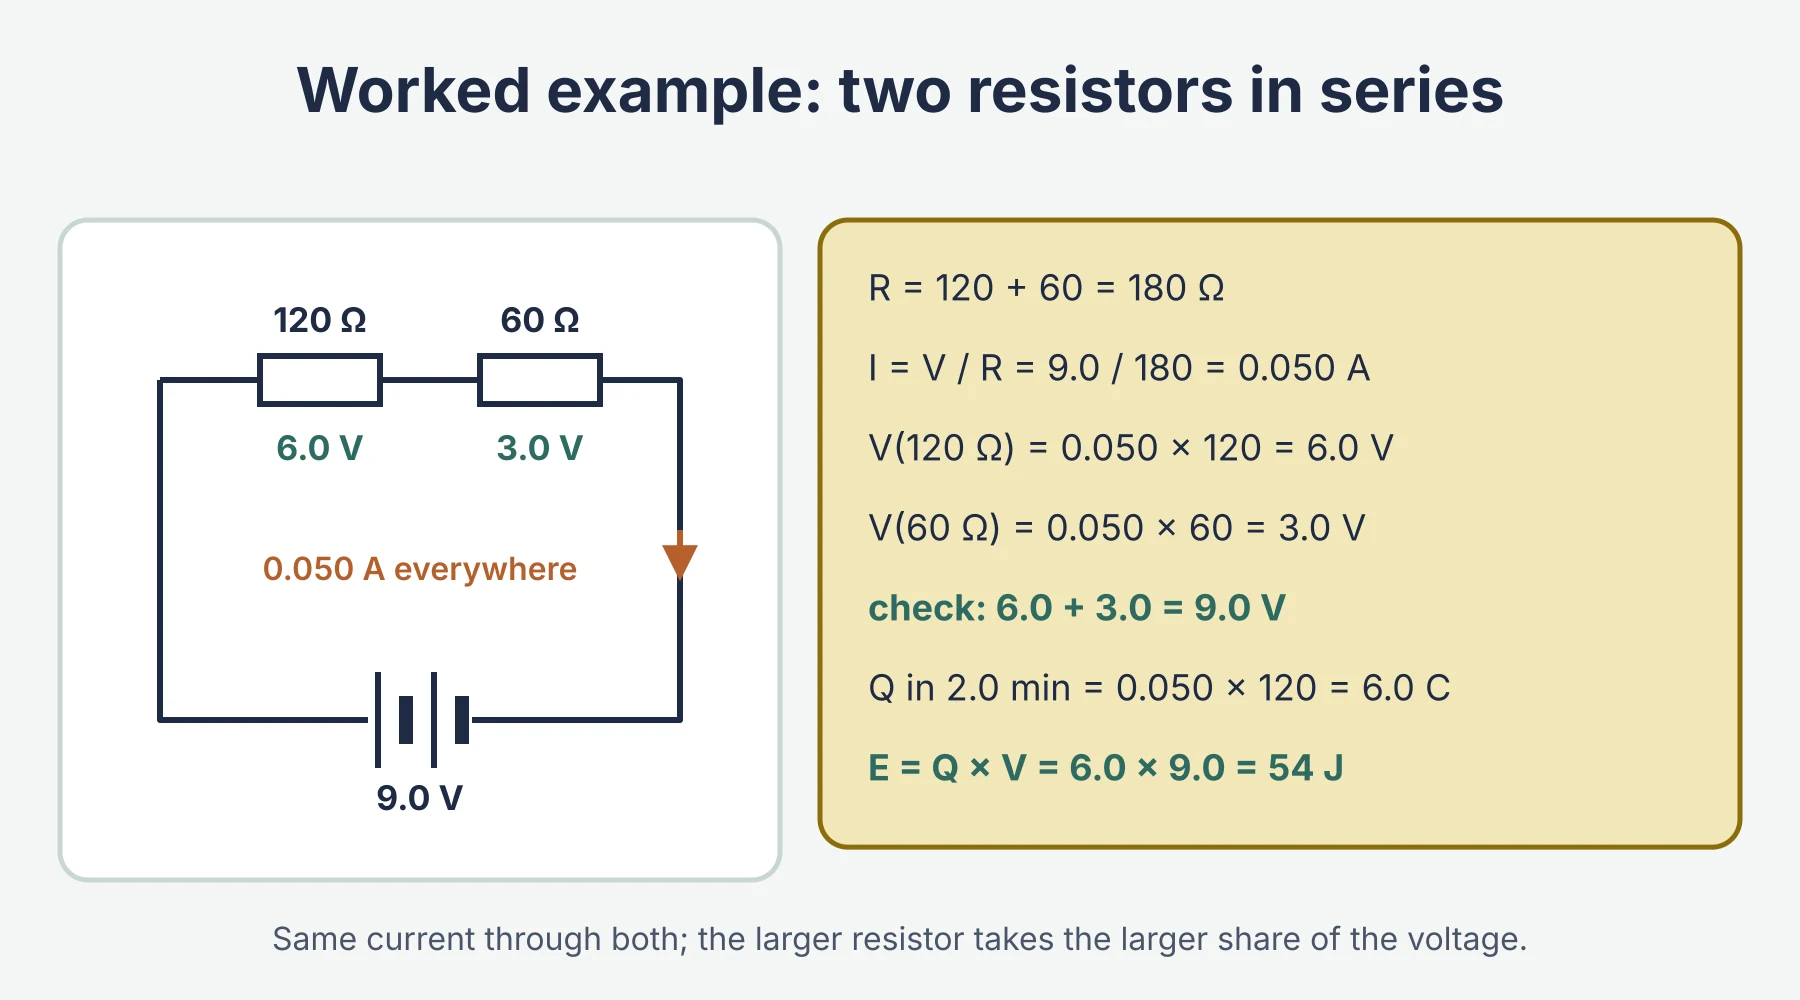 Worked example: two resistors in series
120 Ω
60 Ω
6.0 V
3.0 V
0.050 A everywhere
9.0 V
R = 120 + 60 = 180 Ω
I = V / R = 9.0 / 180 = 0.050 A
V(120 Ω) = 0.050 × 120 = 6.0 V
V(60 Ω) = 0.050 × 60 = 3.0 V
check: 6.0 + 3.0 = 9.0 V
Q in 2.0 min = 0.050 × 120 = 6.0 C
E = Q × V = 6.0 × 9.0 = 54 J
Same current through both; the larger resistor takes the larger share of the voltage.